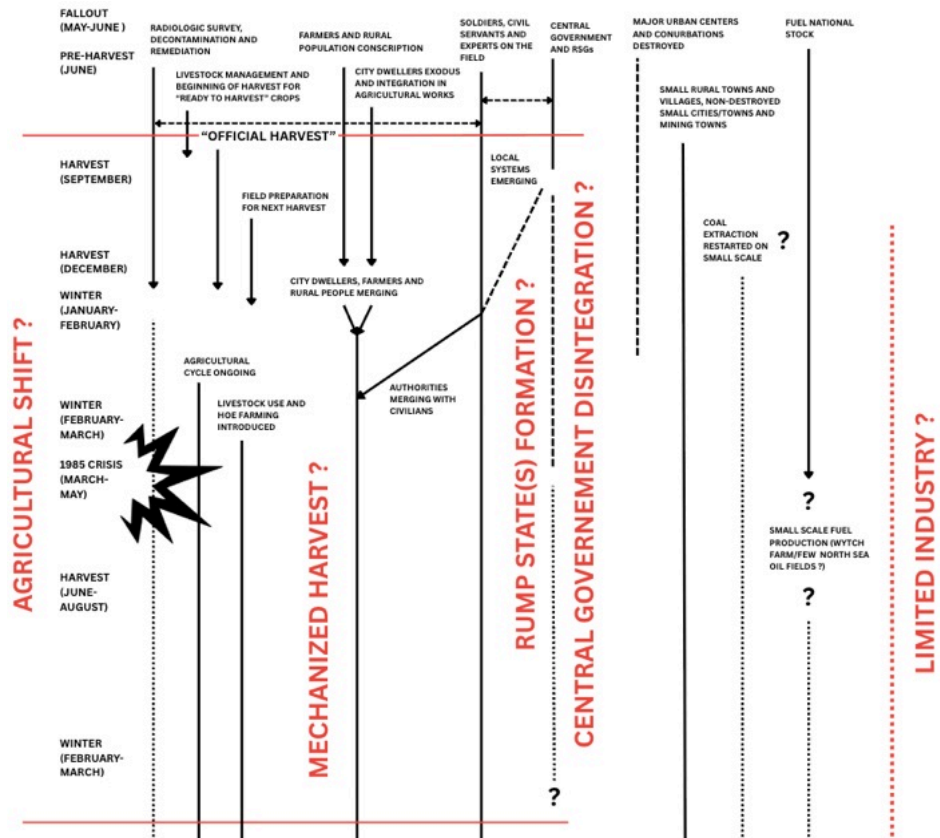 FALLOUT
(MAY-JUNE )
PRE-HARVEST
(JUNE)
RADIOLOGIC SURVEY,
DECONTAMINATION AND
REMEDIATION
LIVESTOCK MANAGEMENT AND
BEGINNING OF HARVEST FOR
"READY TO HARVEST" CROPS
FARMERS AND RURAL
POPULATION CONSCRIPTION
CITY DWELLERS EXODUS
AND INTEGRATION IN
AGRICULTURAL WORKS
SOLDIERS, CIVIL
SERVANTS AND
EXPERTS ON THE
FIELD
CENTRAL
GOVERNMENT
AND RSGs
MAJOR URBAN CENTERS
AND CONURBATIONS
DESTROYED
FUEL NATIONAL
STOCK
SMALL RURAL TOWNS AND
VILLAGES, NON-DESTROYED
SMALL CITIES/TOWNS AND
MINING TOWNS
"OFFICIAL HARVEST"
HARVEST
(SEPTEMBER)
LOCAL
SYSTEMS
EMERGING
FIELD PREPARATION
FOR NEXT HARVEST
COAL
EXTRACTION
RESTARTED ON
SMALL SCALE
?
HARVEST
(DECEMBER)
CITY DWELLERS, FARMERS AND
RURAL PEOPLE MERGING
WINTER
(JANUARY-
FEBRUARY)
AGRICULTURAL
CYCLE ONGOING
AUTHORITIES
MERGING WITH
CIVILIANS
LIVESTOCK USE AND
HOE FARMING
INTRODUCED
WINTER
(FEBRUARY-
MARCH)
1985 CRISIS
(MARCH-
MAY)
?
SMALL SCALE FUEL
PRODUCTION (WYTCH
FARM/FEW NORTH SEA
OIL FIELDS ?)
?
HARVEST
(JUNE-
AUGUST)
WINTER
(FEBRUARY-
MARCH)
?
AGRICULTURAL SHIFT ?
MECHANIZED HARVEST ?
RUMP STATE(S) FORMATION ?
CENTRAL GOVERNEMENT DISINTEGRATION ?
LIMITED INDUSTRY ?